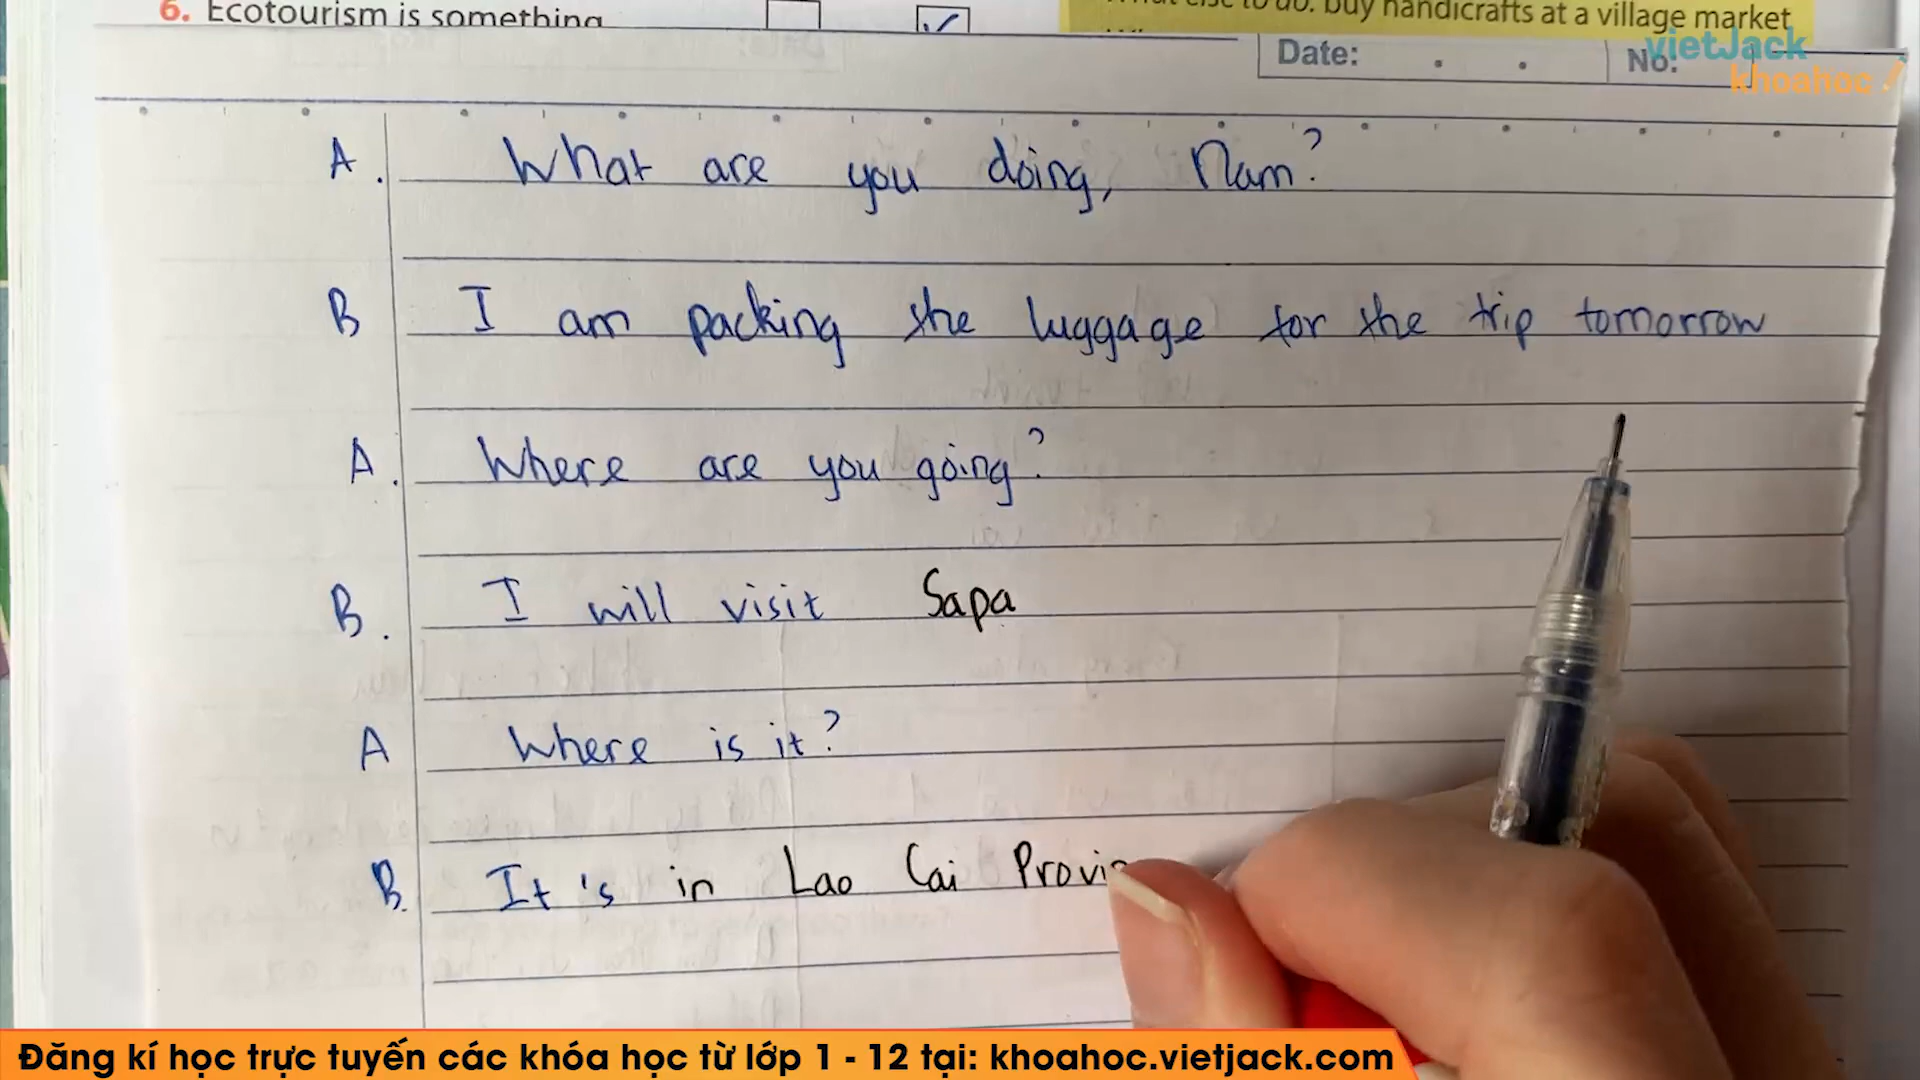 6. Ecotourism is something
buy handicrafts at a village market
Date: . . No:
vietJack
khoahoc
A. What are you doing, Nam?
B I am packing the luggage for the trip tomorrow
A. Where are you going?
B. I will visit Sapa
A Where is it?
B. It's in Lao Cai
Đăng kí học trực tuyến các khóa học từ lớp 1 - 12 tại: khoahoc.vietjack.com